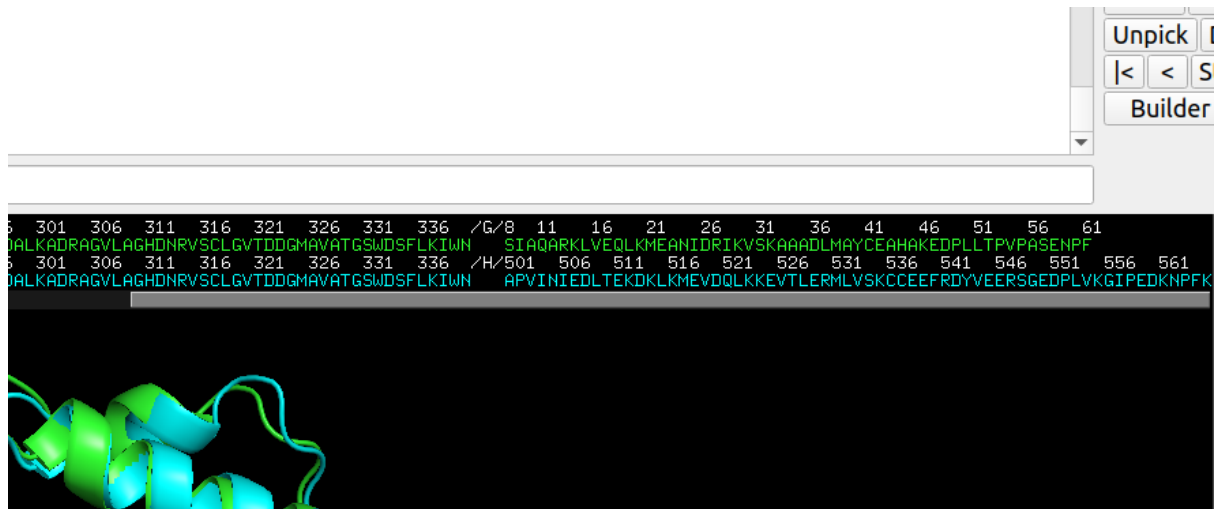 Unpick
|< <
Builder
301 306 311 316 321 326 331 336 /G/8 11 16 21 26 31 36 41 46 51 56 61
ALKADRAGVLAGHDNRVSCLGVTDDGMAVATGSWDSFLKIWN SIAQARKLVEQLKMEANIDRIKVSKAAADLMAYCEAHAKEDPLLTPVPASENPF
301 306 311 316 321 326 331 336 /H/501 506 511 516 521 526 531 536 541 546 551 556 561
ALKADRAGVLAGHDNRVSCLGVTDDGMAVATGSWDSFLKIWN APVINIEDLTEKDKLKMEVDQLKKEVTLERMLVSKCCEEFRDYVEERSGEDPLVKGIPEDKNPFK